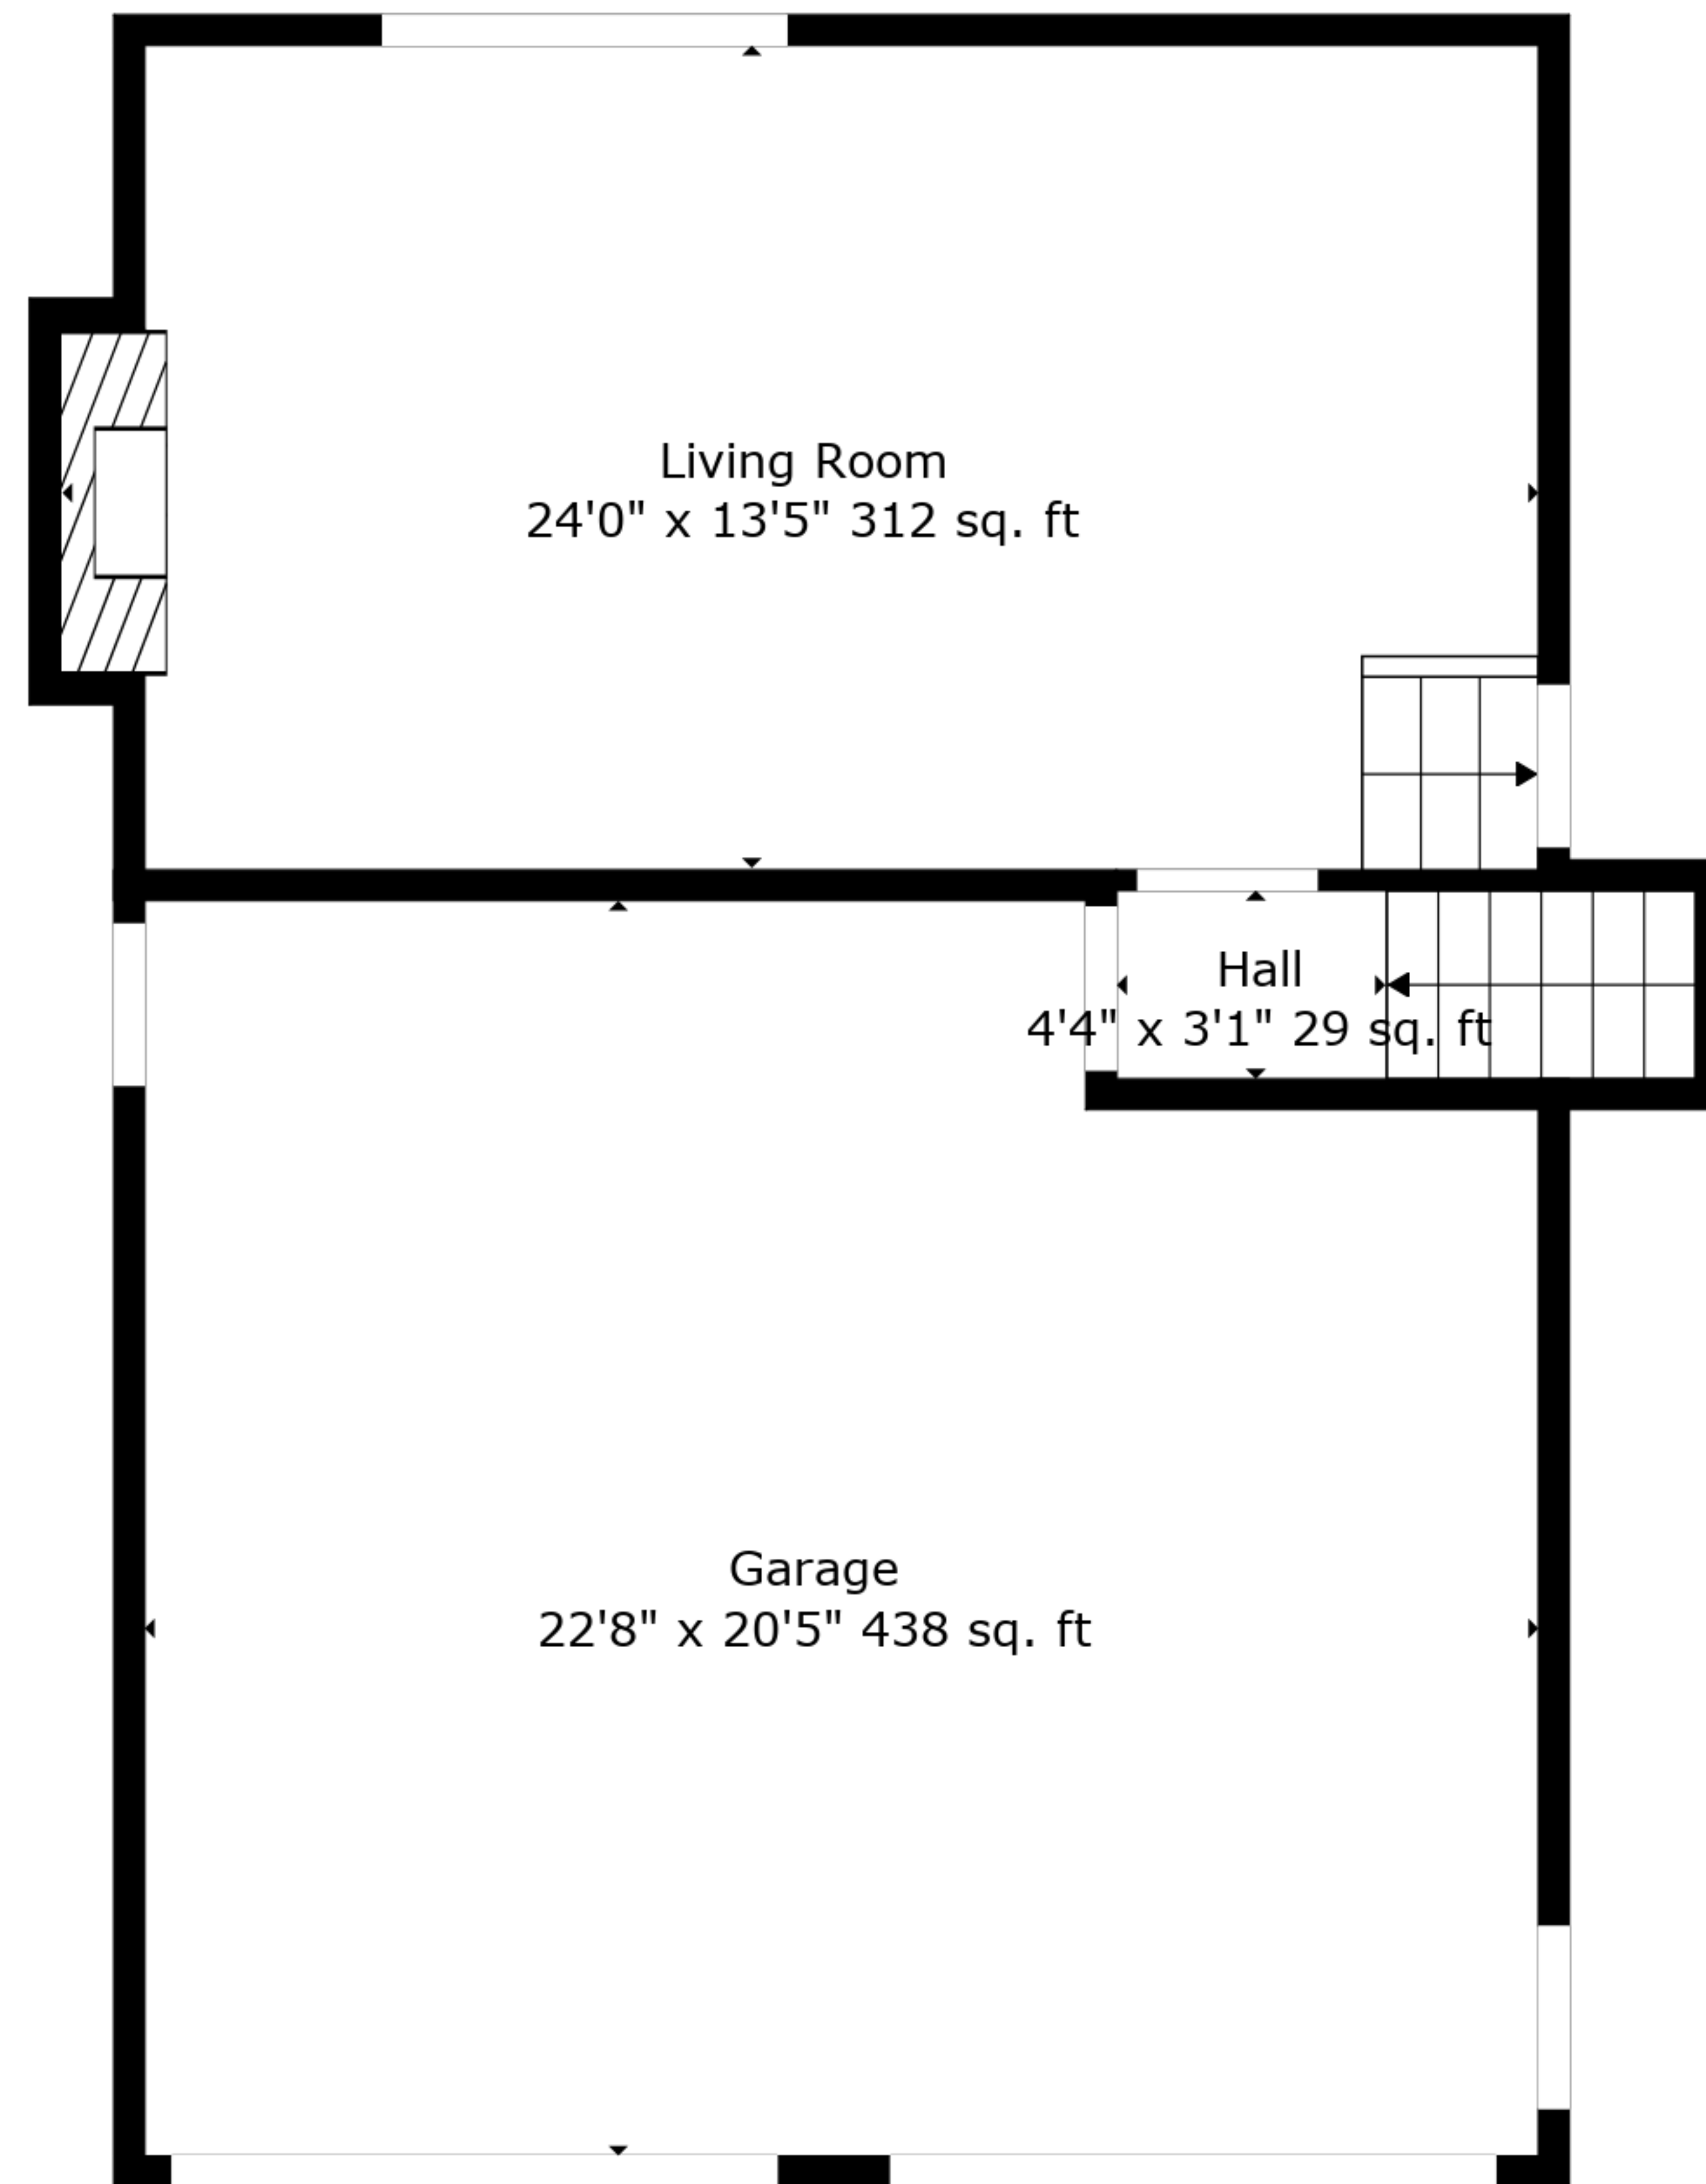 Living Room
24'0" x 13'5" 312 sq. ft
Hall
4'4" x 3'1" 29 sq. ft
Garage
22'8" x 20'5" 438 sq. ft